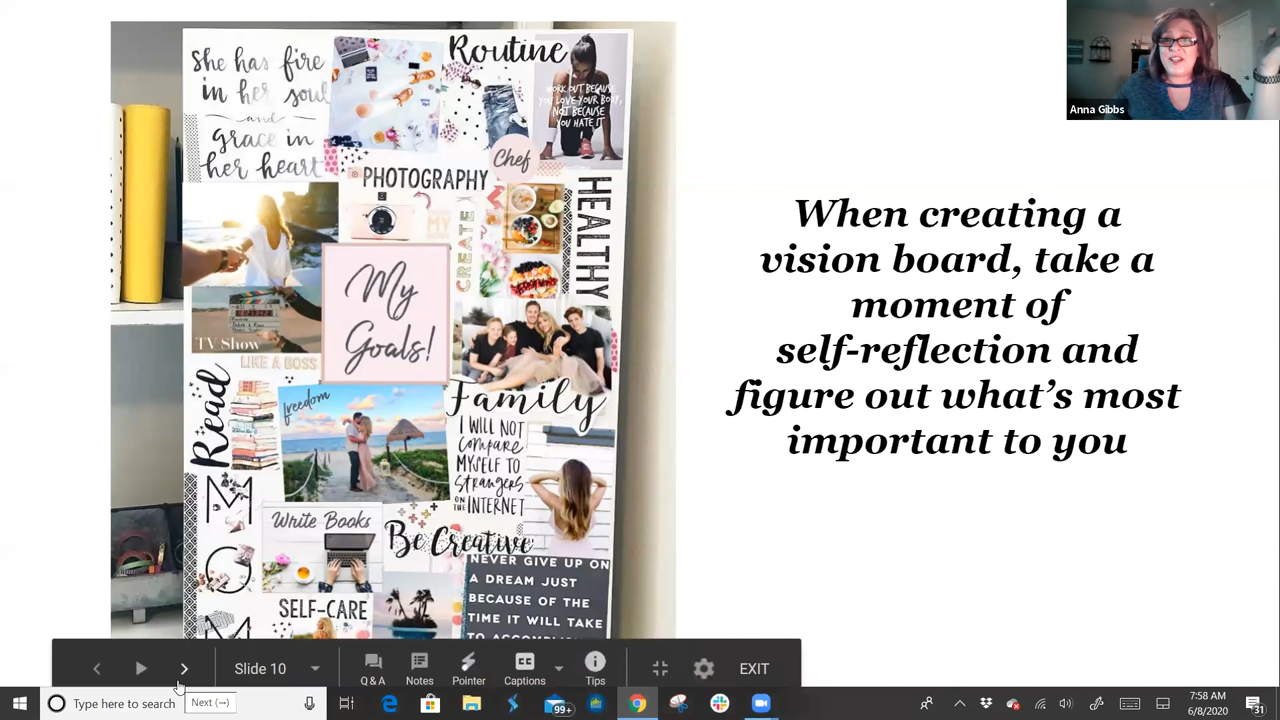 She has fire
in her soul
and
grace in
her heart
Routine
WORK OUT BECAUSE
YOU LOVE YOUR BODY,
NOT BECAUSE
YOU HATE IT
Chef
PHOTOGRAPHY
MY
CREATE
HEALTHY
My
Goals!
TV Show
LIKE A BOSS
Read
freedom
Family
I WILL NOT
Compare
MYSELF TO
Strangers
ON THE INTERNET
MOM
Write Books
Be Creative
NEVER GIVE UP ON
A DREAM JUST
BECAUSE OF THE
TIME IT WILL TAKE
SELF-CARE
When creating a
vision board, take a
moment of
self-reflection and
figure out what's most
important to you
Anna Gibbs
Slide 10
Q & A
Notes
Pointer
Captions
Tips
EXIT
Next (→)
Type here to search
99+
7:58 AM
6/8/2020
31